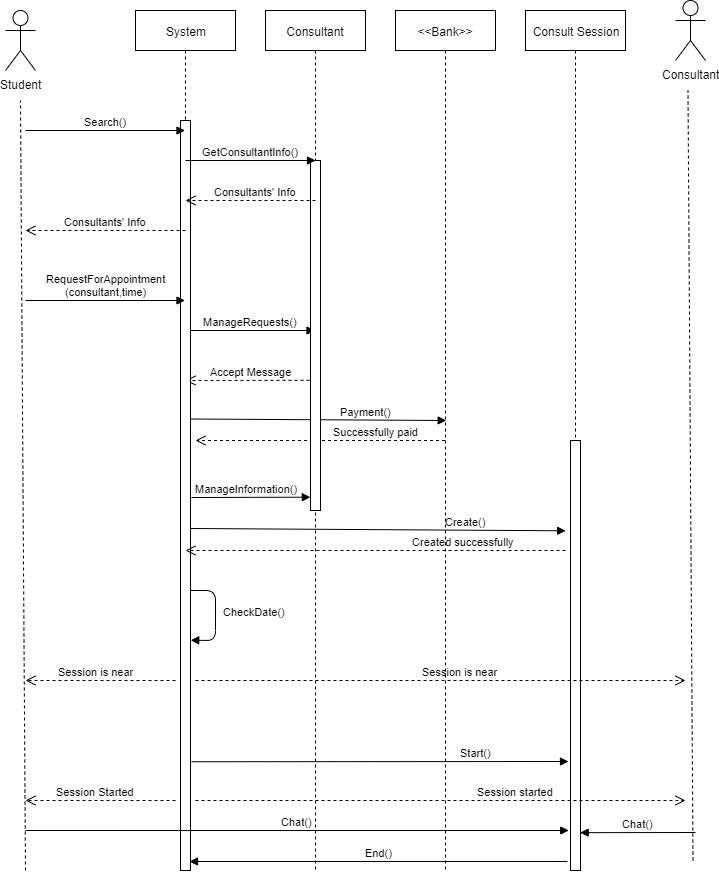 System
Consultant
<<Bank>>
Consult Session
Student
Consultant
Search()
GetConsultantInfo()
Consultants' Info
Consultants' Info
RequestForAppointment
(consultant,time)
ManageRequests()
Accept Message
Payment()
Successfully paid
ManageInformation()
Create()
Created successfully
CheckDate()
Session is near
Session is near
Start()
Session Started
Session started
Chat()
Chat()
End()